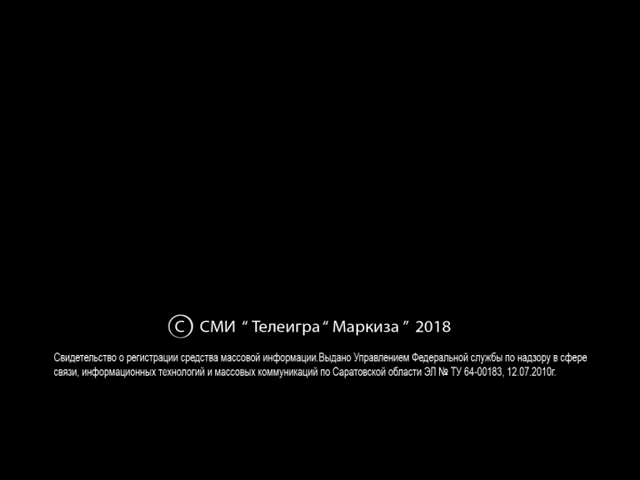 © СМИ “ Телеигра “ Маркиза ” 2018
Свидетельство о регистрации средства массовой информации.Выдано Управлением Федеральной службы по надзору в сфере
связи, информационных технологий и массовых коммуникаций по Саратовской области ЭЛ № ТУ 64-00183, 12.07.2010г.